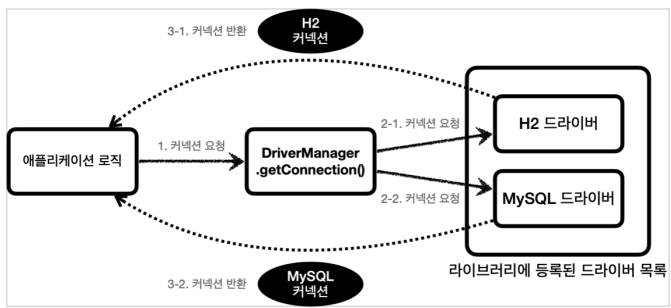 3-1. 커넥션 반환
H2
커넥션
애플리케이션 로직
1. 커넥션 요청
DriverManager
.getConnection()
2-1. 커넥션 요청
2-2. 커넥션 요청
H2 드라이버
MySQL 드라이버
라이브러리에 등록된 드라이버 목록
3-2. 커넥션 반환
MySQL
커넥션